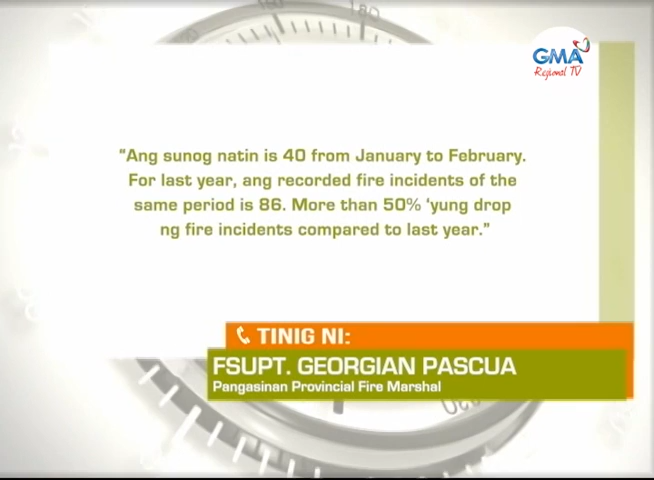 GMA
Regional TV
"Ang sunog natin is 40 from January to February.
For last year, ang recorded fire incidents of the
same period is 86. More than 50% ‘yung drop
ng fire incidents compared to last year."
TINIG NI:
FSUPT. GEORGIAN PASCUA
Pangasinan Provincial Fire Marshal